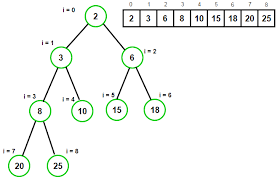 i = 0 2 0 1 2 3 4 5 6 7 8
2 3 6 8 10 15 18 20 25
i = 1 3 6 i = 2
i = 3 8 i = 4 10 i = 5 15 18 i = 6
i = 7 20 25 i = 8